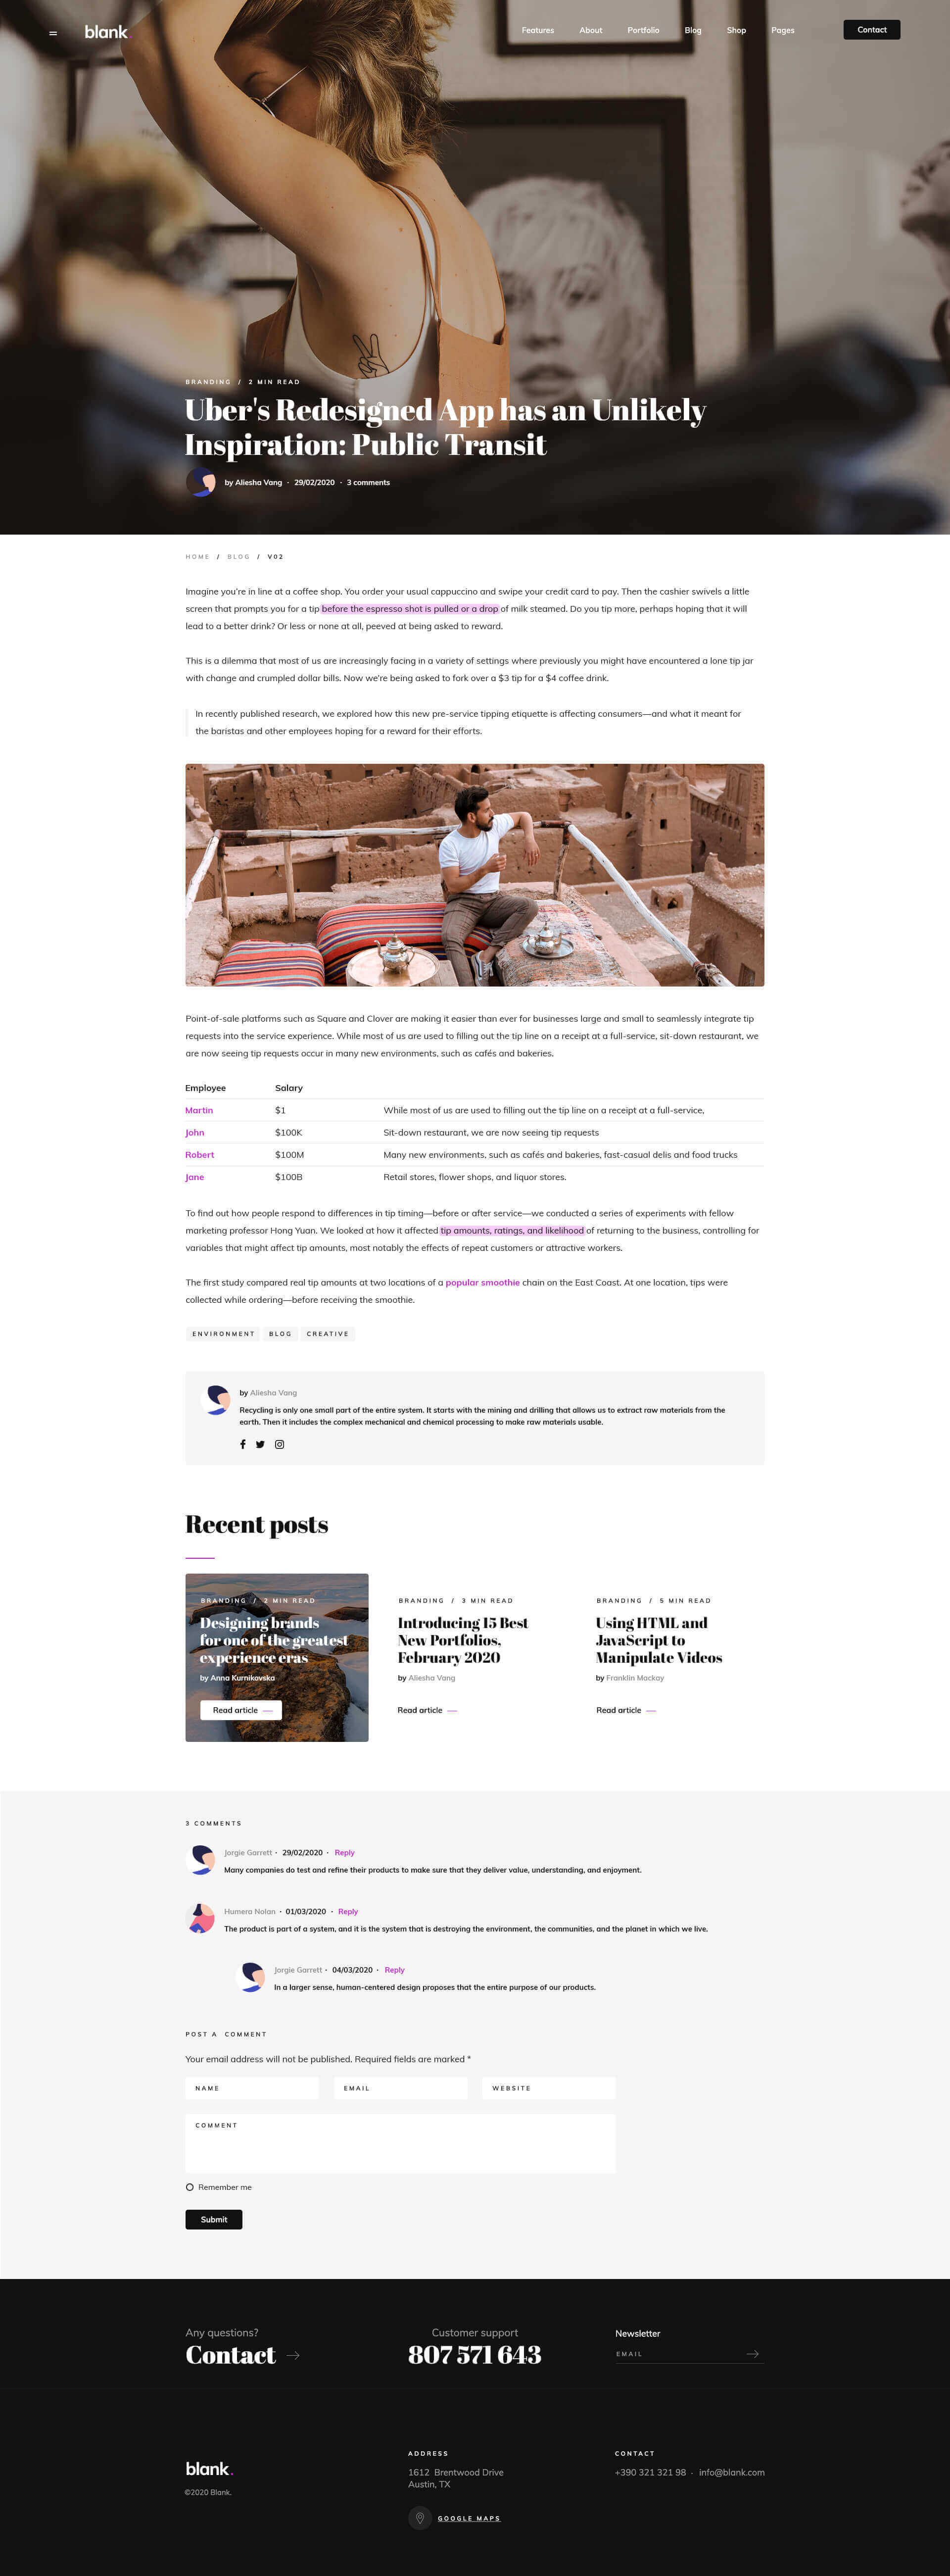 blank
Features About Portfolio Blog Shop Pages Contact
BRANDING / 2 MIN READ
Uber's Redesigned App has an Unlikely
Inspiration: Public Transit
by Aliesha Vang · 29/02/2020 · 3 comments
HOME / BLOG / V02
Imagine you're in line at a coffee shop. You order your usual cappuccino and swipe your credit card to pay. Then the cashier swivels a little
screen that prompts you for a tip before the espresso shot is pulled or a drop of milk steamed. Do you tip more, perhaps hoping that it will
lead to a better drink? Or less or none at all, peeved at being asked to reward.
This is a dilemma that most of us are increasingly facing in a variety of settings where previously you might have encountered a lone tip jar
with change and crumpled dollar bills. Now we're being asked to fork over a $3 tip for a $4 coffee drink.
In recently published research, we explored how this new pre-service tipping etiquette is affecting consumers—and what it meant for
the baristas and other employees hoping for a reward for their efforts.
Point-of-sale platforms such as Square and Clover are making it easier than ever for businesses large and small to seamlessly integrate tip
requests into the service experience. While most of us are used to filling out the tip line on a receipt at a full-service, sit-down restaurant, we
are now seeing tip requests occur in many new environments, such as cafés and bakeries.
Employee Salary
Martin $1 While most of us are used to filling out the tip line on a receipt at a full-service,
John $100K Sit-down restaurant, we are now seeing tip requests
Robert $100M Many new environments, such as cafés and bakeries, fast-casual delis and food trucks
Jane $100B Retail stores, flower shops, and liquor stores.
To find out how people respond to differences in tip timing—before or after service—we conducted a series of experiments with fellow
marketing professor Hong Yuan. We looked at how it affected tip amounts, ratings, and likelihood of returning to the business, controlling for
variables that might affect tip amounts, most notably the effects of repeat customers or attractive workers.
The first study compared real tip amounts at two locations of a popular smoothie chain on the East Coast. At one location, tips were
collected while ordering—before receiving the smoothie.
ENVIRONMENT BLOG CREATIVE
by Aliesha Vang
Recycling is only one small part of the entire system. It starts with the mining and drilling that allows us to extract raw materials from the
earth. Then it includes the complex mechanical and chemical processing to make raw materials usable.
Recent posts
BRANDING / 2 MIN READ
Designing brands
for one of the greatest
experience eras
by Anna Kurnikovska
Read article
BRANDING / 3 MIN READ
Introducing 15 Best
New Portfolios,
February 2020
by Aliesha Vang
Read article
BRANDING / 5 MIN READ
Using HTML and
JavaScript to
Manipulate Videos
by Franklin Mackay
Read article
3 COMMENTS
Jorgie Garrett · 29/02/2020 · Reply
Many companies do test and refine their products to make sure that they deliver value, understanding, and enjoyment.
Humera Nolan · 01/03/2020 · Reply
The product is part of a system, and it is the system that is destroying the environment, the communities, and the planet in which we live.
Jorgie Garrett · 04/03/2020 · Reply
In a larger sense, human-centered design proposes that the entire purpose of our products.
POST A COMMENT
Your email address will not be published. Required fields are marked *
NAME EMAIL WEBSITE
COMMENT
Remember me
Submit
Any questions?
Contact
Customer support
807 571 643
Newsletter
EMAIL
blank.
©2020 Blank.
ADDRESS
1612 Brentwood Drive
Austin, TX
GOOGLE MAPS
CONTACT
+390 321 321 98 · info@blank.com